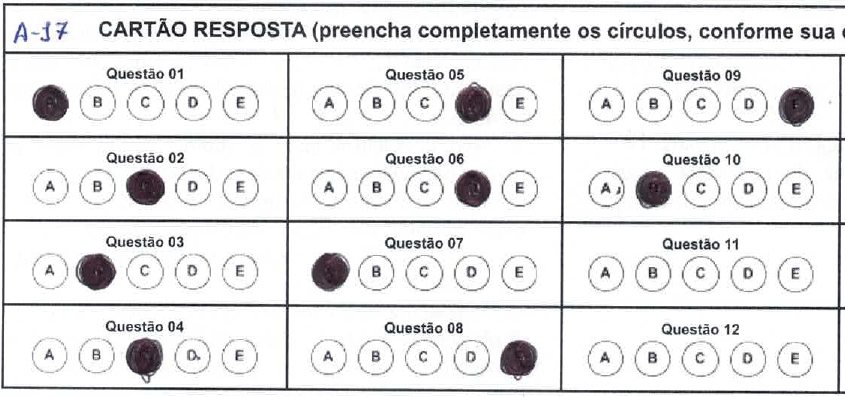 A-17 CARTÃO RESPOSTA (preencha completamente os círculos, conforme sua
Questão 01 Questão 05 Questão 09
A B C D E A B C D E A B C D E
Questão 02 Questão 06 Questão 10
A B C D E A B C D E A B C D E
Questão 03 Questão 07 Questão 11
A B C D E A B C D E A B C D E
Questão 04 Questão 08 Questão 12
A B C D E A B C D E A B C D E